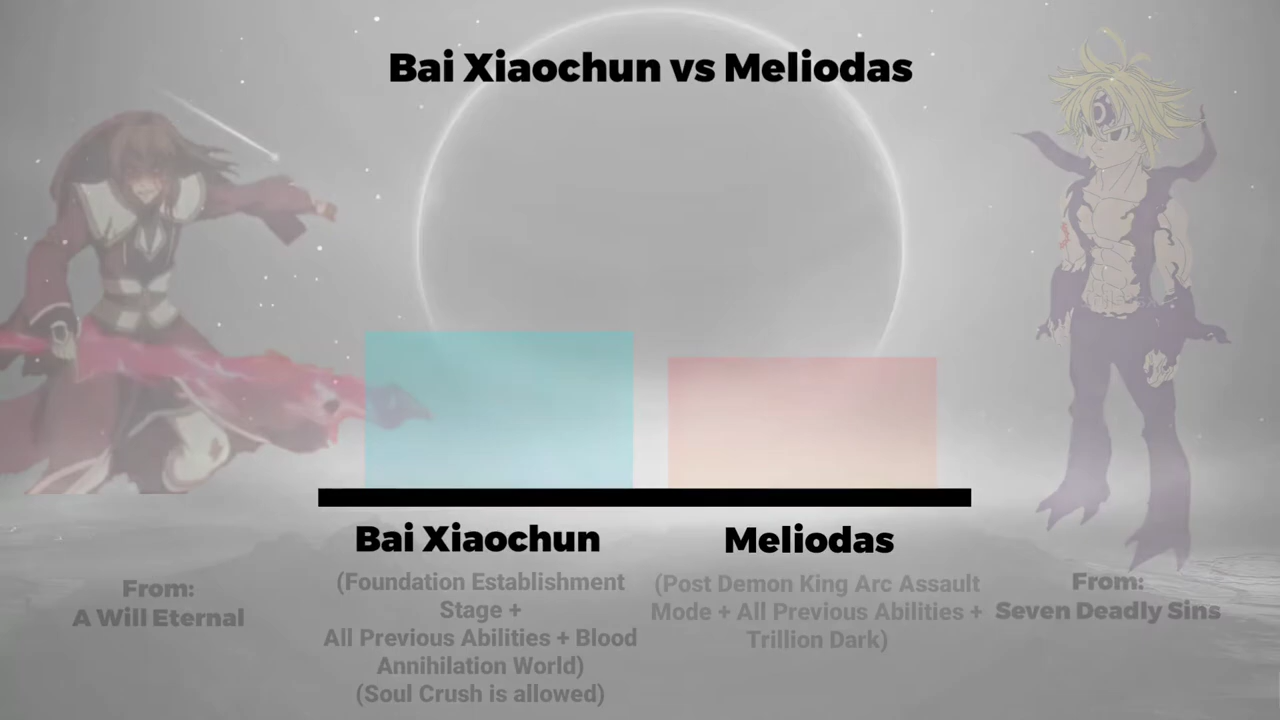 Bai Xiaochun vs Meliodas
Bai Xiaochun
Meliodas
From:
A Will Eternal
(Foundation Establishment
Stage +
All Previous Abilities + Blood
Annihilation World)
(Soul Crush is allowed)
(Post Demon King Arc Assault
Mode + All Previous Abilities +
Trillion Dark)
From:
Seven Deadly Sins